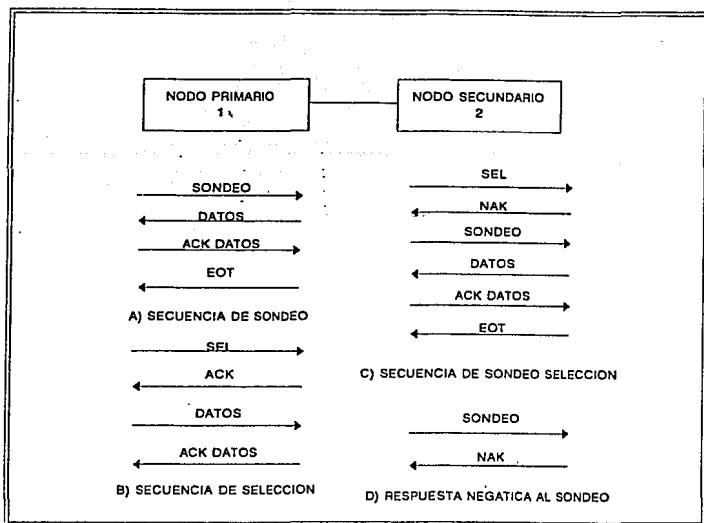 NODO PRIMARIO
1
NODO SECUNDARIO
2
SONDEO
DATOS
ACK DATOS
EOT
A) SECUENCIA DE SONDEO
SEL
ACK
DATOS
ACK DATOS
B) SECUENCIA DE SELECCION
SEL
NAK
SONDEO
DATOS
ACK DATOS
EOT
C) SECUENCIA DE SONDEO SELECCION
SONDEO
NAK
D) RESPUESTA NEGATICA AL SONDEO